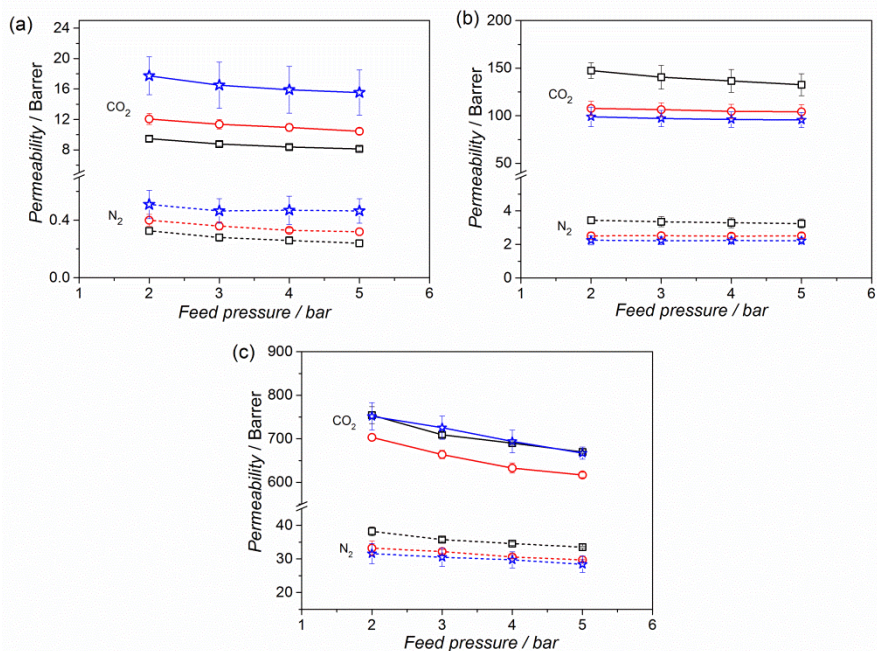 (a)
24
20
16
12
8
0.4
0.0
CO2
N2
Permeability / Barrer
1 2 3 4 5 6
Feed pressure / bar
(b)
200
150
100
50
4
2
0
CO2
N2
Permeability / Barrer
1 2 3 4 5 6
Feed pressure / bar
(c)
900
800
700
600
40
30
20
CO2
N2
Permeability / Barrer
1 2 3 4 5 6
Feed pressure / bar